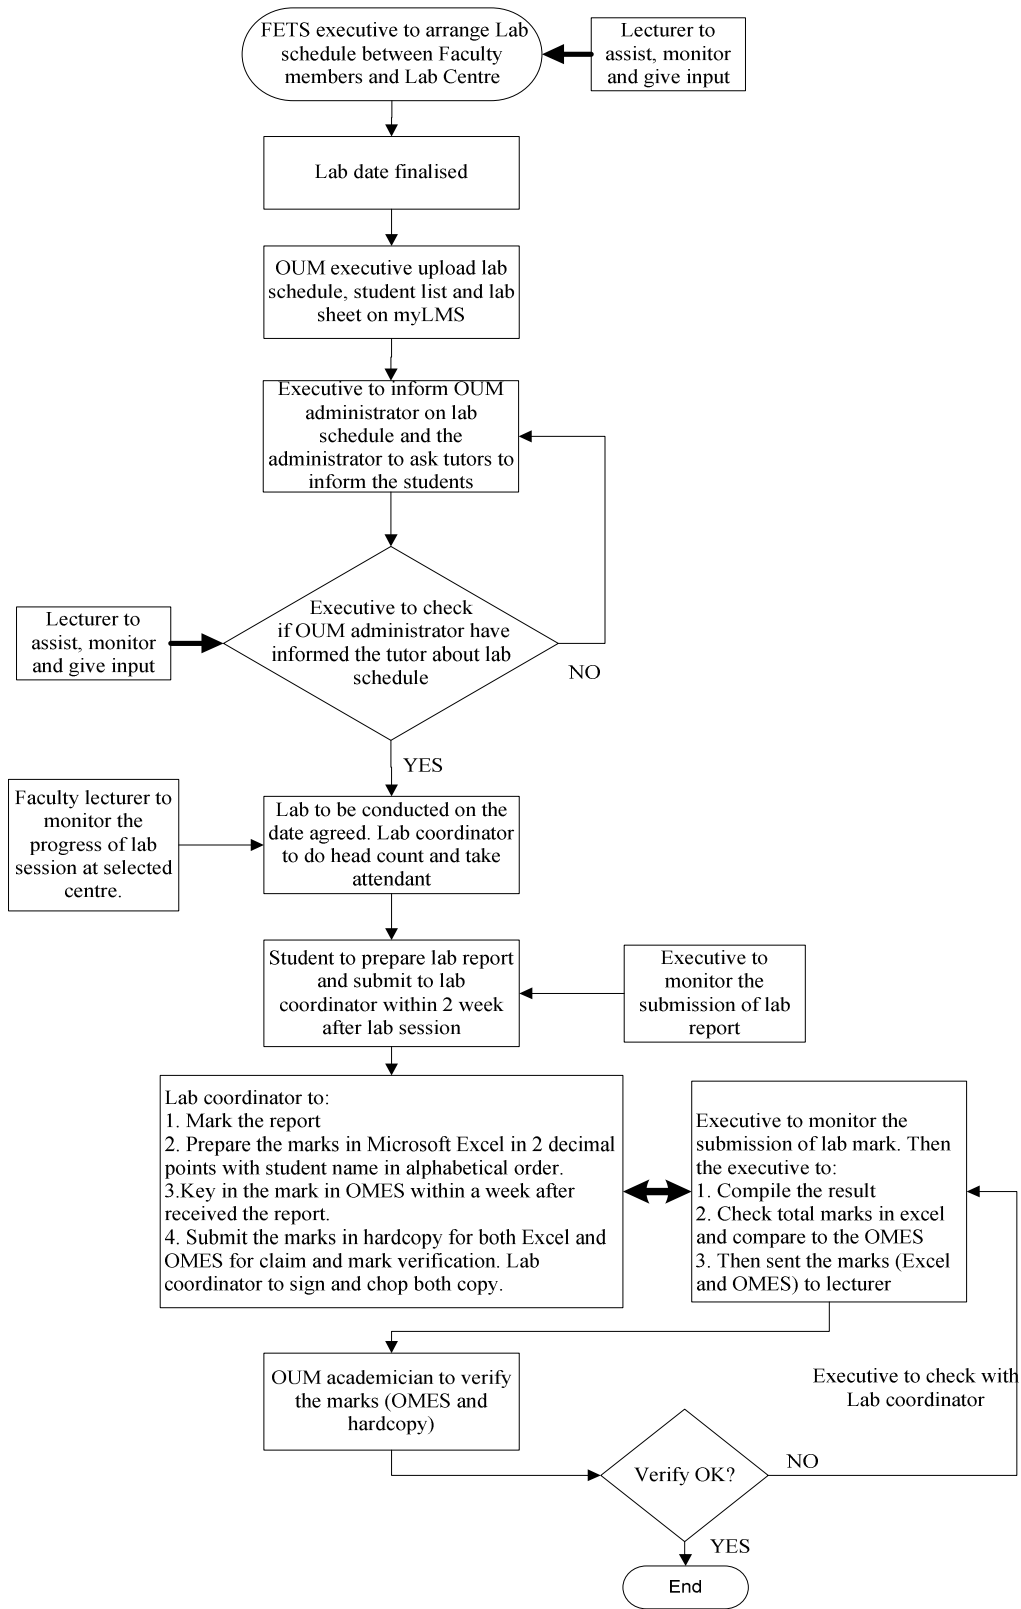 FETS executive to arrange Lab
schedule between Faculty
members and Lab Centre
Lecturer to
assist, monitor
and give input
Lab date finalised
OUM executive upload lab
schedule, student list and lab
sheet on myLMS
Executive to inform OUM
administrator on lab
schedule and the
administrator to ask tutors to
inform the students
Executive to check
if OUM administrator have
informed the tutor about lab
schedule
Lecturer to
assist, monitor
and give input
NO
YES
Faculty lecturer to
monitor the
progress of lab
session at selected
centre.
Lab to be conducted on the
date agreed. Lab coordinator
to do head count and take
attendant
Student to prepare lab report
and submit to lab
coordinator within 2 week
after lab session
Executive to
monitor the
submission of lab
report
Lab coordinator to:
1. Mark the report
2. Prepare the marks in Microsoft Excel in 2 decimal
points with student name in alphabetical order.
3.Key in the mark in OMES within a week after
received the report.
4. Submit the marks in hardcopy for both Excel and
OMES for claim and mark verification. Lab
coordinator to sign and chop both copy.
Executive to monitor the
submission of lab mark. Then
the executive to:
1. Compile the result
2. Check total marks in excel
and compare to the OMES
3. Then sent the marks (Excel
and OMES) to lecturer
OUM academician to verify
the marks (OMES and
hardcopy)
Executive to check with
Lab coordinator
Verify OK?
NO
YES
End